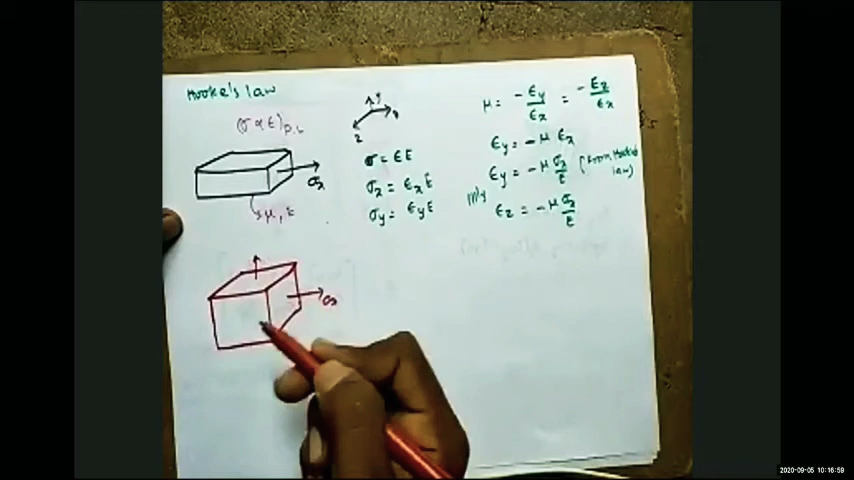 Hooke's law
(σ ∝ ε)P.L
σx
μ, E
y
x
z
σ = εE
σx = εx E
σy = εy E
μ = -εy/εx = -εz/εx
εy = -μ εx
εy = -μ σx/E (from Hooke's law)
|||ly εz = -μ σx/E
σx
2020-09-05 10:16:59